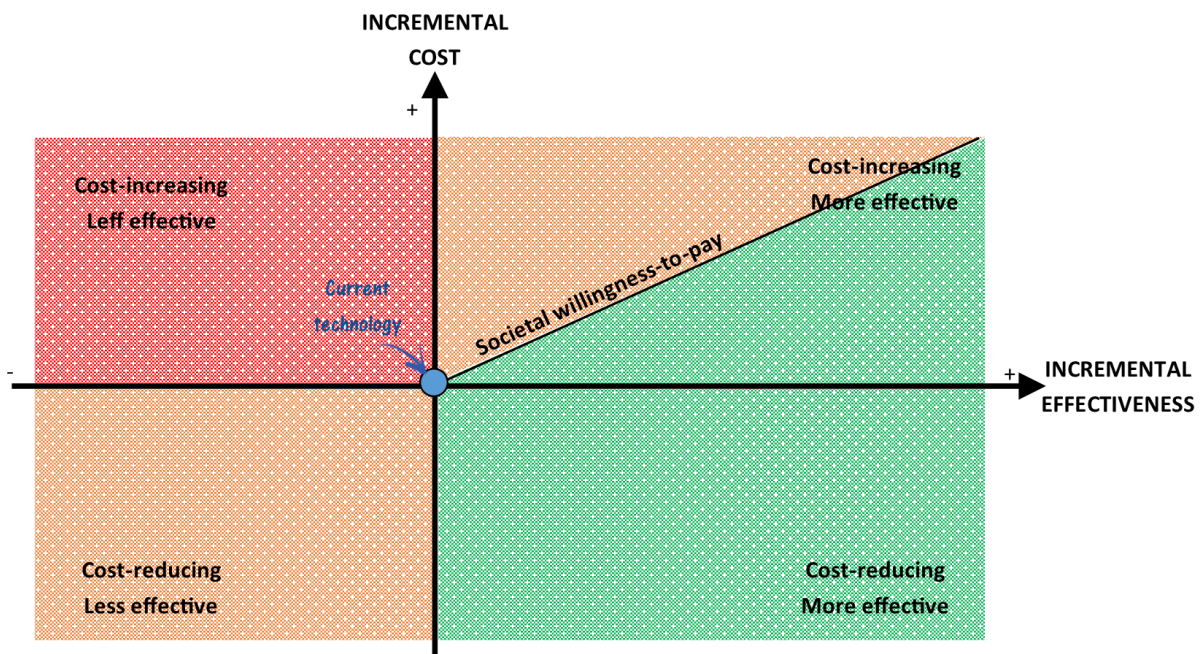 INCREMENTAL
COST
+
Cost-increasing
Leff effective
Cost-increasing
More effective
Societal willingness-to-pay
Current
technology
-
+
INCREMENTAL
EFFECTIVENESS
Cost-reducing
Less effective
Cost-reducing
More effective